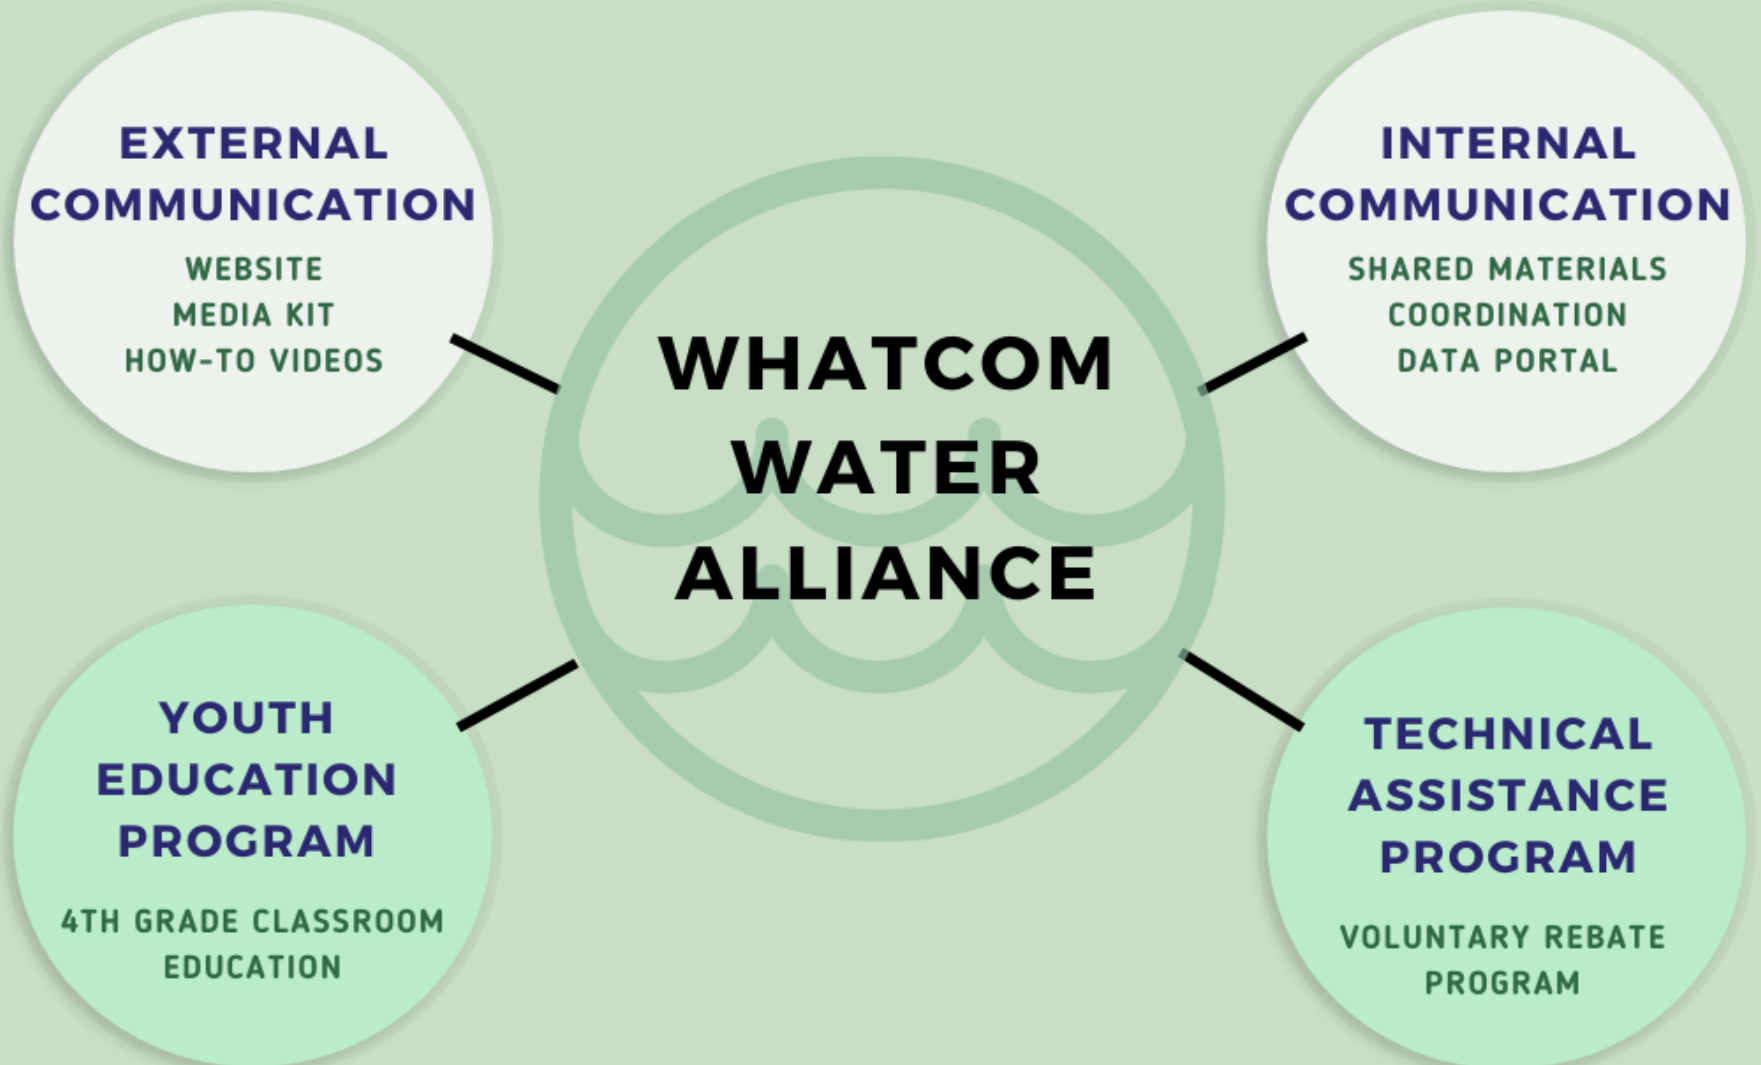 EXTERNAL
COMMUNICATION
WEBSITE
MEDIA KIT
HOW-TO VIDEOS
INTERNAL
COMMUNICATION
SHARED MATERIALS
COORDINATION
DATA PORTAL
WHATCOM
WATER
ALLIANCE
YOUTH
EDUCATION
PROGRAM
4TH GRADE CLASSROOM
EDUCATION
TECHNICAL
ASSISTANCE
PROGRAM
VOLUNTARY REBATE
PROGRAM